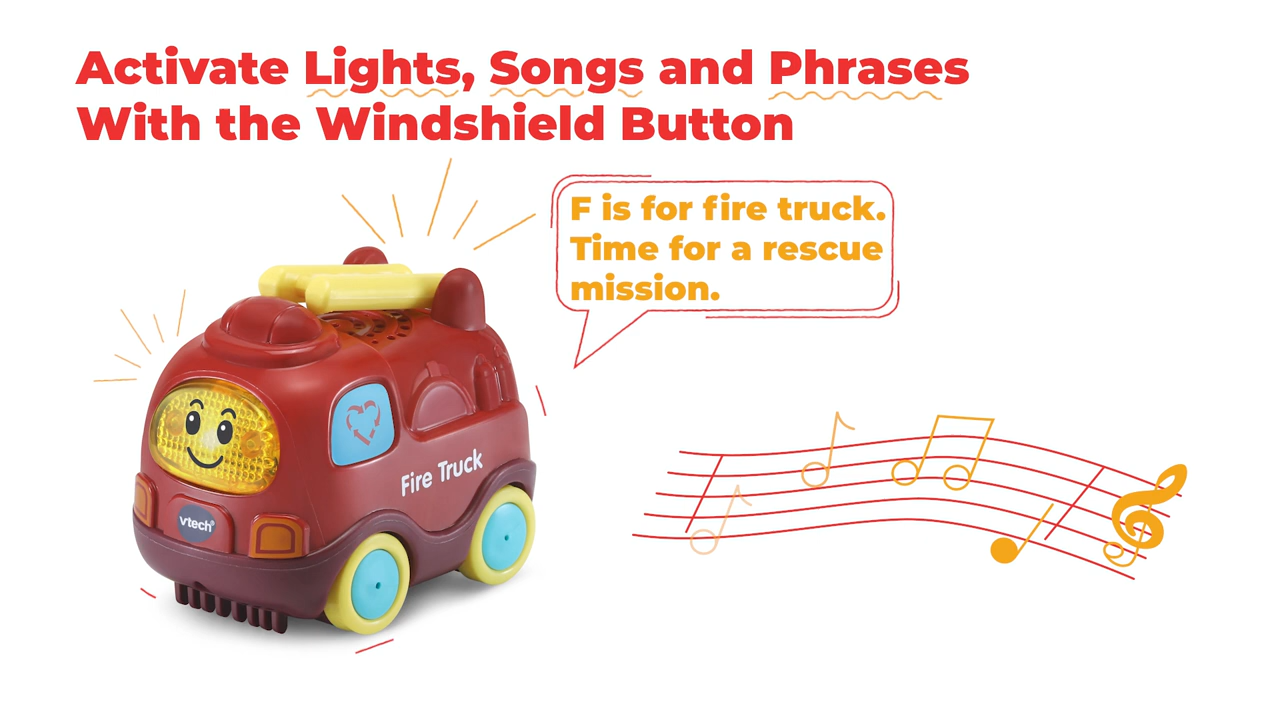 Activate Lights, Songs and Phrases
With the Windshield Button
F is for fire truck.
Time for a rescue
mission.
Fire Truck
vtech®